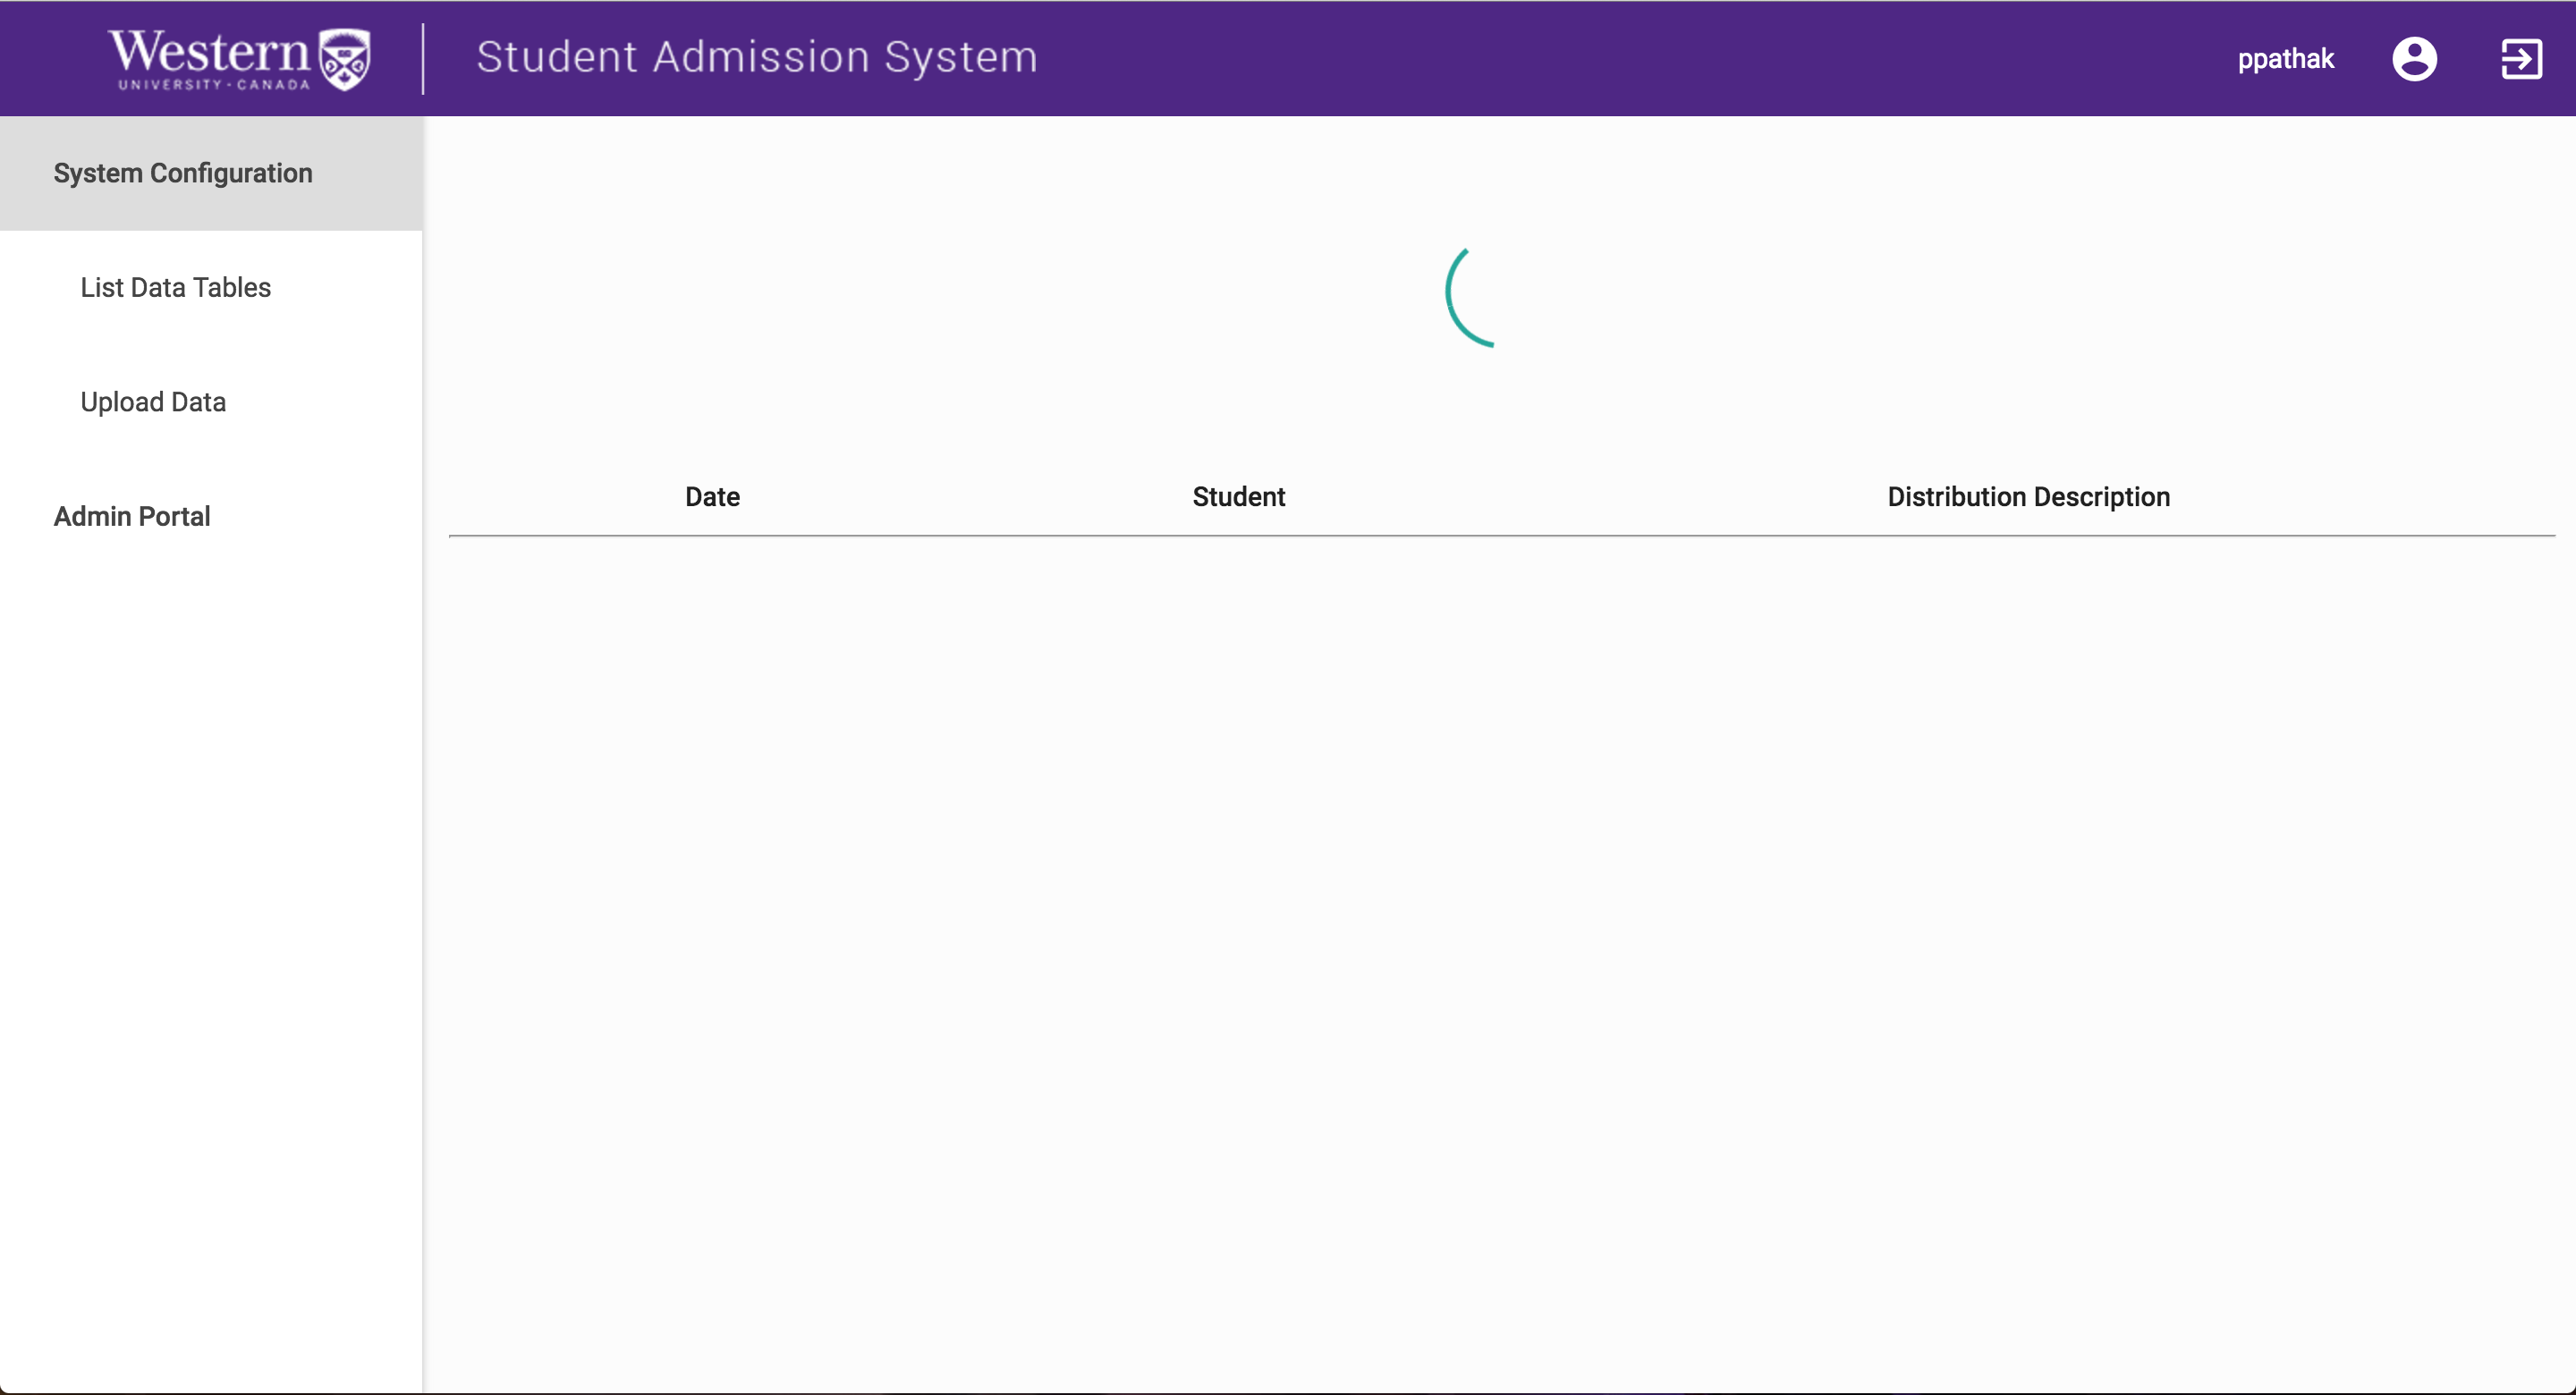 Western
UNIVERSITY · CANADA
Student Admission System
ppathak
System Configuration
List Data Tables
Upload Data
Admin Portal
Date Student Distribution Description